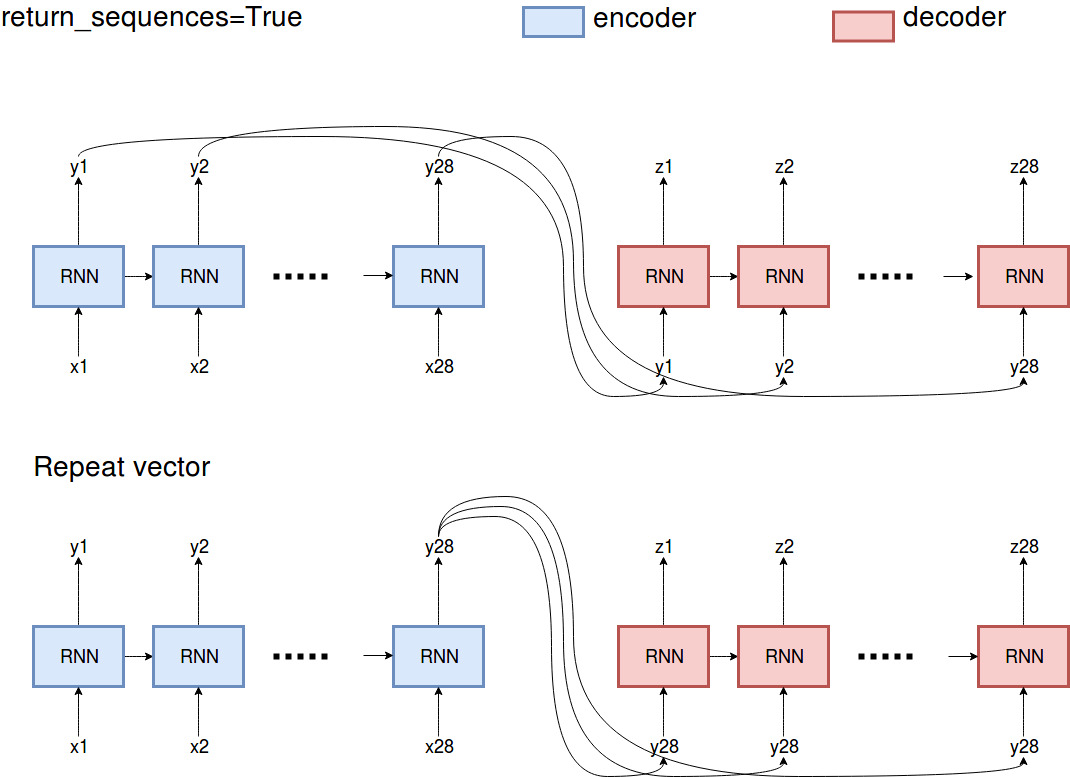 return_sequences=True encoder decoder
y1 y2 y28 z1 z2 z28
RNN RNN RNN RNN RNN RNN
x1 x2 x28 y1 y2 y28
Repeat vector
y1 y2 y28 z1 z2 z28
RNN RNN RNN RNN RNN RNN
x1 x2 x28 y28 y28 y28